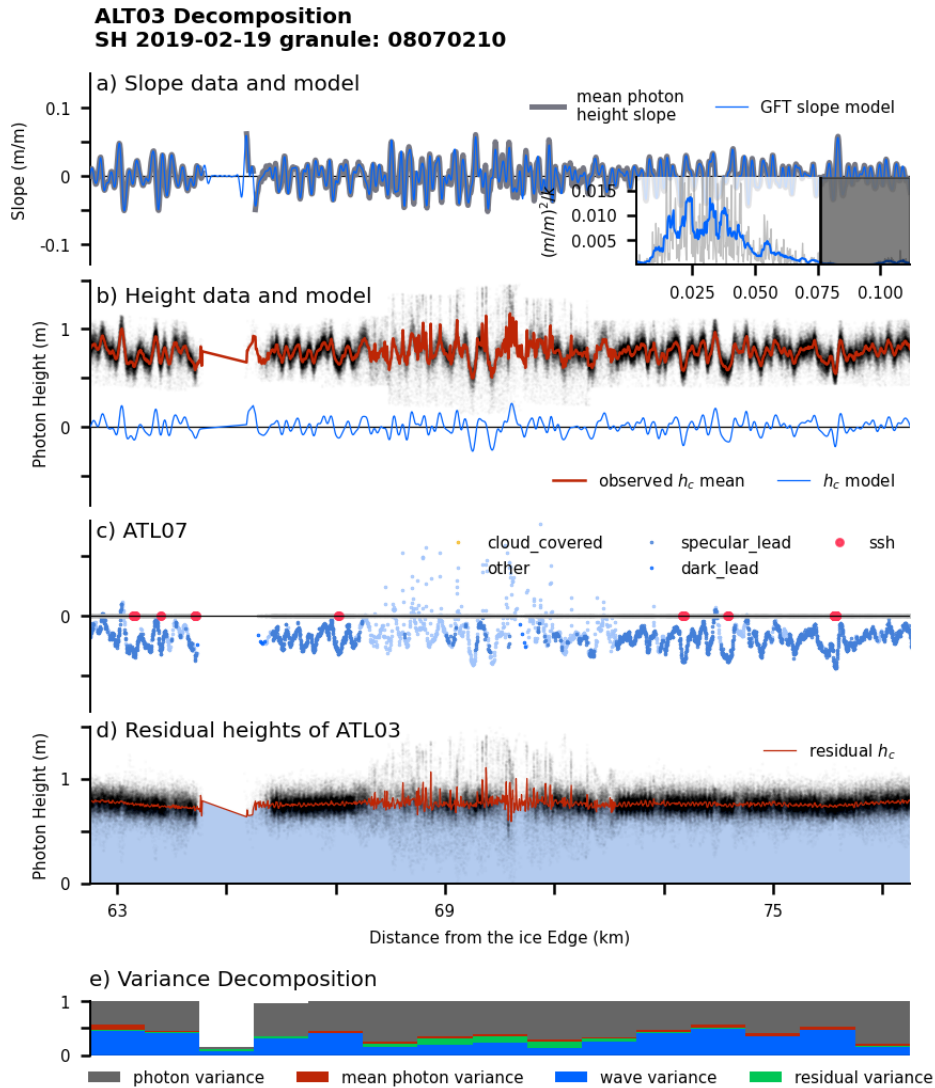 ALT03 Decomposition
SH 2019-02-19 granule: 08070210
a) Slope data and model
mean photon
height slope
GFT slope model
Slope (m/m)
0.1
0
-0.1
(m/m)²/k
0.015
0.010
0.005
0.025
0.050
0.075
0.100
b) Height data and model
Photon Height (m)
1
0
observed h_c mean
h_c model
c) ATL07
cloud_covered
other
specular_lead
dark_lead
ssh
0
d) Residual heights of ATL03
residual h_c
Photon Height (m)
1
0
63
69
75
Distance from the ice Edge (km)
e) Variance Decomposition
1
0
photon variance
mean photon variance
wave variance
residual variance